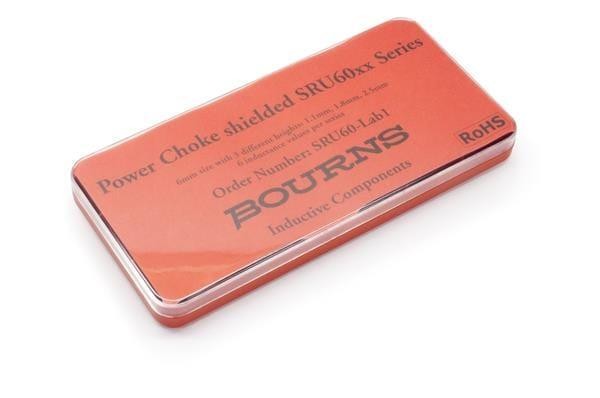 Power Choke shielded SRU60xx Series
6mm size with 3 different heights: 1.1mm, 1.8mm, 2.5mm
6 inductance values per series
Order Number: SRU60-Lab1
BOURNS
Inductive Components
RoHS